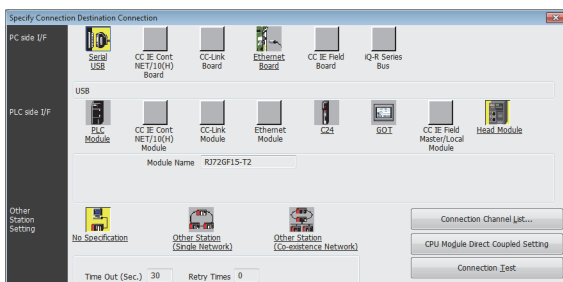 Specify Connection Destination Connection
PC side I/F
Serial
USB
CC IE Cont
NET/10(H)
Board
CC-Link
Board
Ethernet
Board
CC IE Field
Board
iQ-R Series
Bus
USB
PLC side I/F
PLC
Module
CC IE Cont
NET/10(H)
Module
CC-Link
Module
Ethernet
Module
C24
GOT
CC IE Field
Master/Local
Module
Head Module
Module Name RJ72GF15-T2
Other
Station
Setting
No Specification
Other Station
(Single Network)
Other Station
(Co-existence Network)
Time Out (Sec.) 30 Retry Times 0
Connection Channel List...
CPU Module Direct Coupled Setting
Connection Test